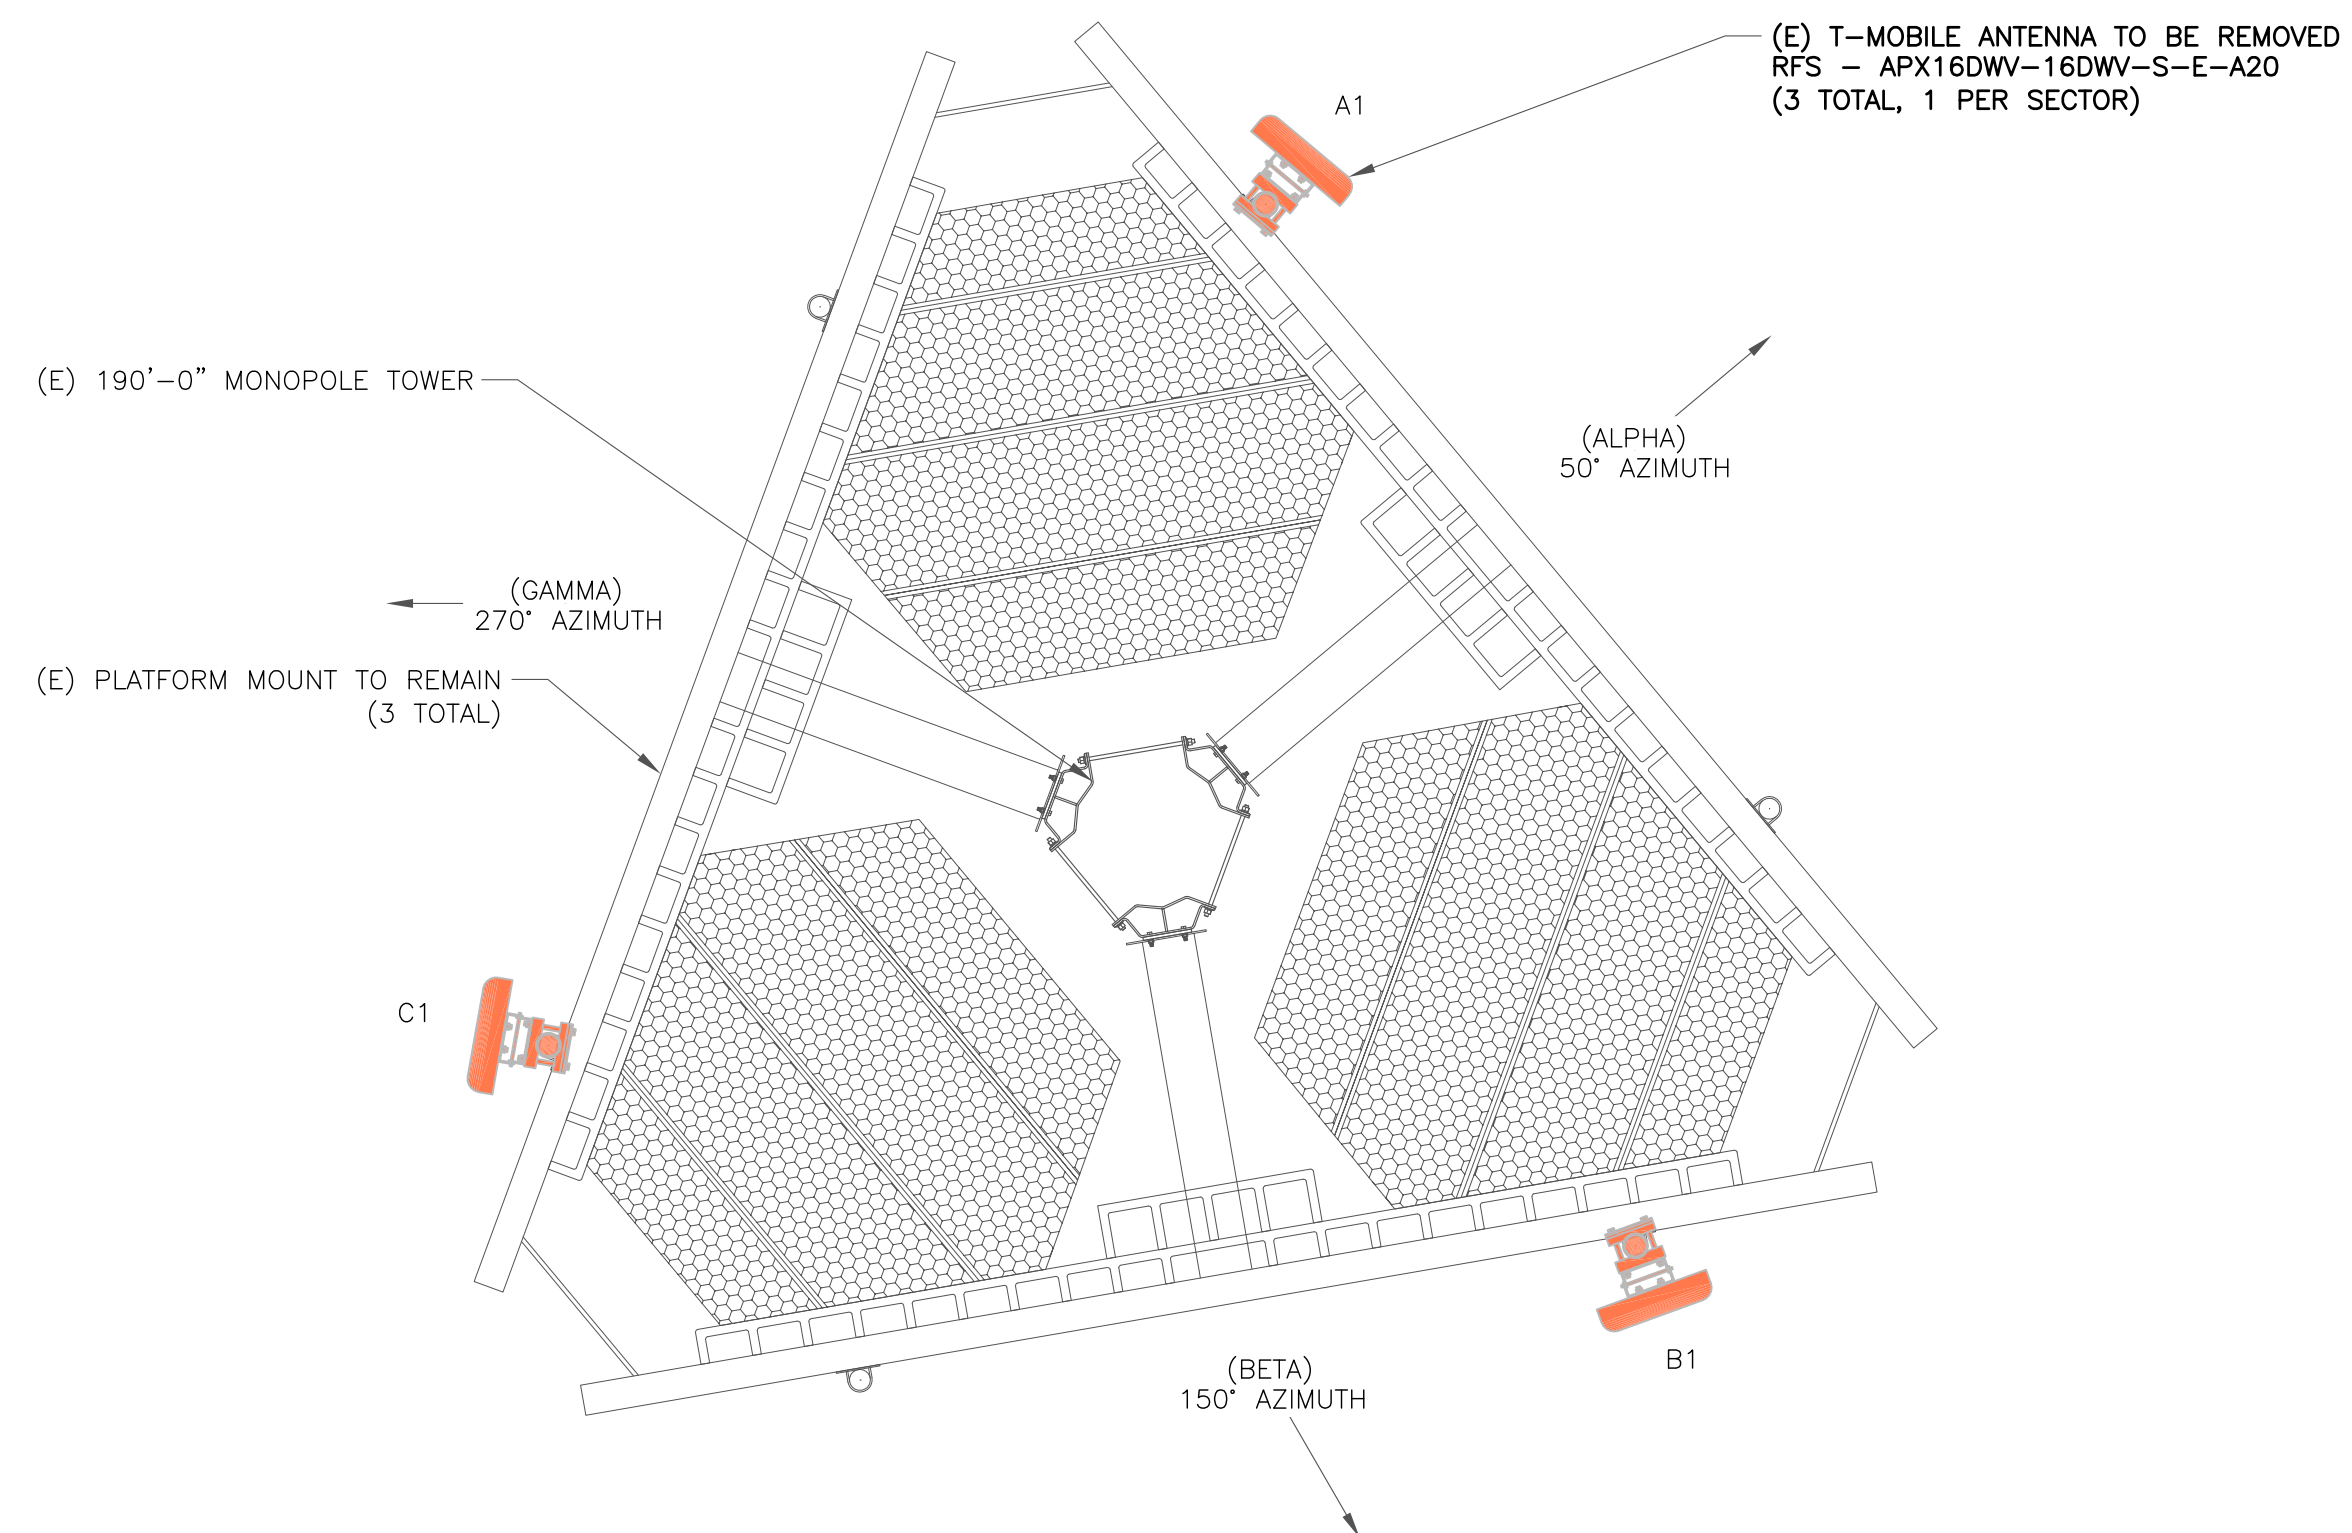 (E) T-MOBILE ANTENNA TO BE REMOVED
RFS - APX16DWV-16DWV-S-E-A20
(3 TOTAL, 1 PER SECTOR)
A1
(E) 190'-0" MONOPOLE TOWER
(ALPHA)
50° AZIMUTH
(GAMMA)
270° AZIMUTH
(E) PLATFORM MOUNT TO REMAIN
(3 TOTAL)
C1
B1
(BETA)
150° AZIMUTH